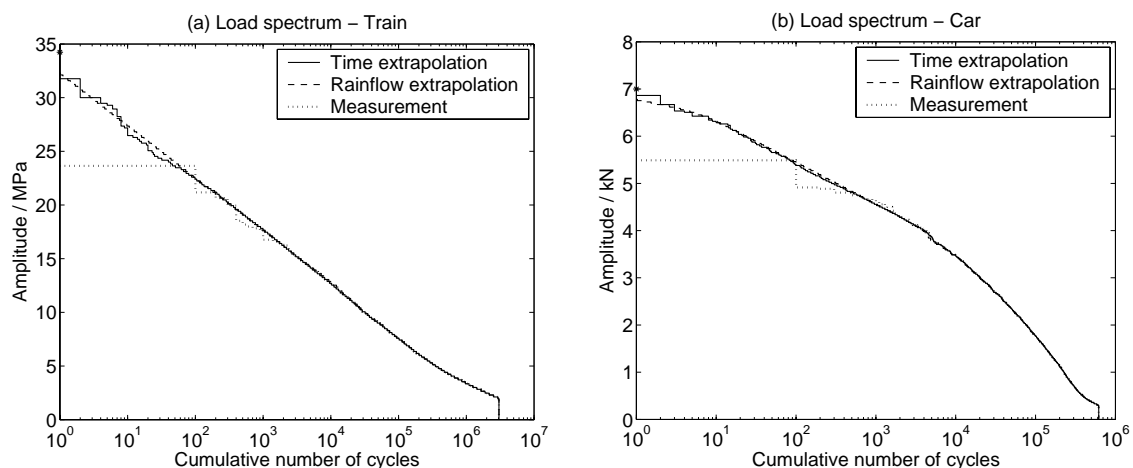 (a) Load spectrum – Train
35
30
25
20
15
10
5
0
Amplitude / MPa
Time extrapolation
Rainflow extrapolation
Measurement
10^0 10^1 10^2 10^3 10^4 10^5 10^6 10^7
Cumulative number of cycles
(b) Load spectrum – Car
8
7
6
5
4
3
2
1
0
Amplitude / kN
Time extrapolation
Rainflow extrapolation
Measurement
10^0 10^1 10^2 10^3 10^4 10^5 10^6
Cumulative number of cycles